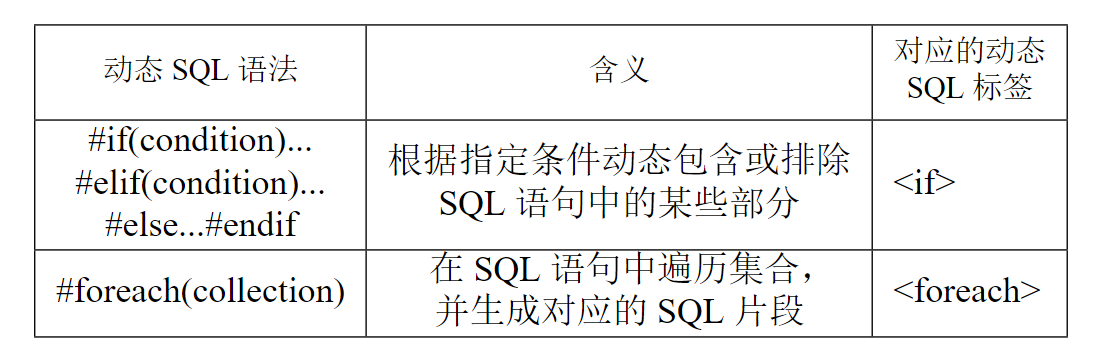 动态 SQL 语法
含义
对应的动态
SQL 标签
#if(condition)...
#elif(condition)...
#else...#endif
根据指定条件动态包含或排除
SQL 语句中的某些部分
<if>
#foreach(collection)
在 SQL 语句中遍历集合，
并生成对应的 SQL 片段
<foreach>